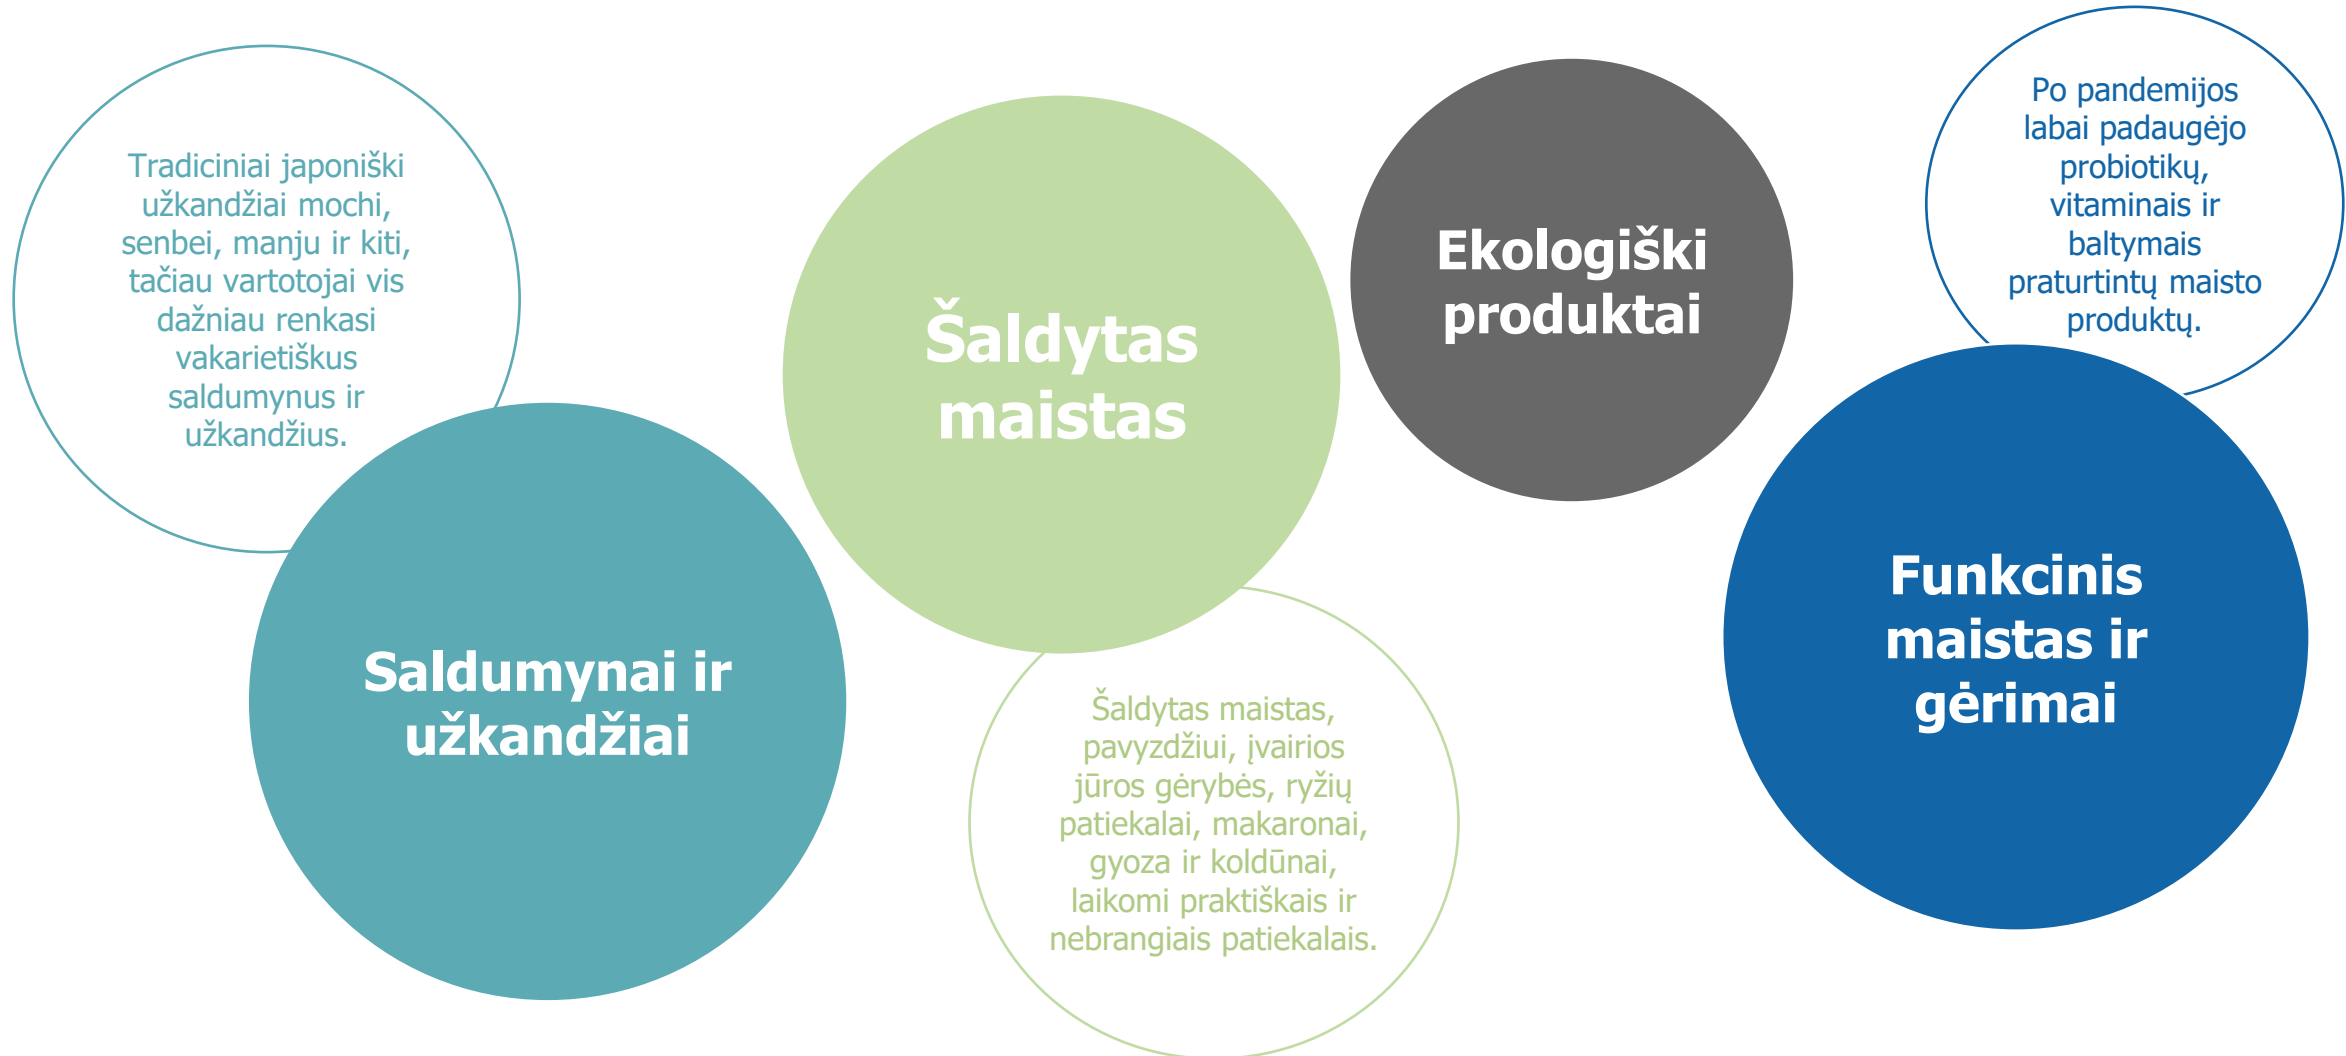 Tradiciniai japoniški
užkandžiai mochi,
senbei, manju ir kiti,
tačiau vartotojai vis
dažniau renkasi
vakarietiškus
saldumynus ir
užkandžius.
Saldumynai ir
užkandžiai
Šaldytas
maistas
Šaldytas maistas,
pavyzdžiui, įvairios
jūros gėrybės, ryžių
patiekalai, makaronai,
gyoza ir koldūnai,
laikomi praktiškais ir
nebrangiais patiekalais.
Ekologiški
produktai
Po pandemijos
labai padaugėjo
probiotikų,
vitaminais ir
baltymais
praturtintų maisto
produktų.
Funkcinis
maistas ir
gėrimai